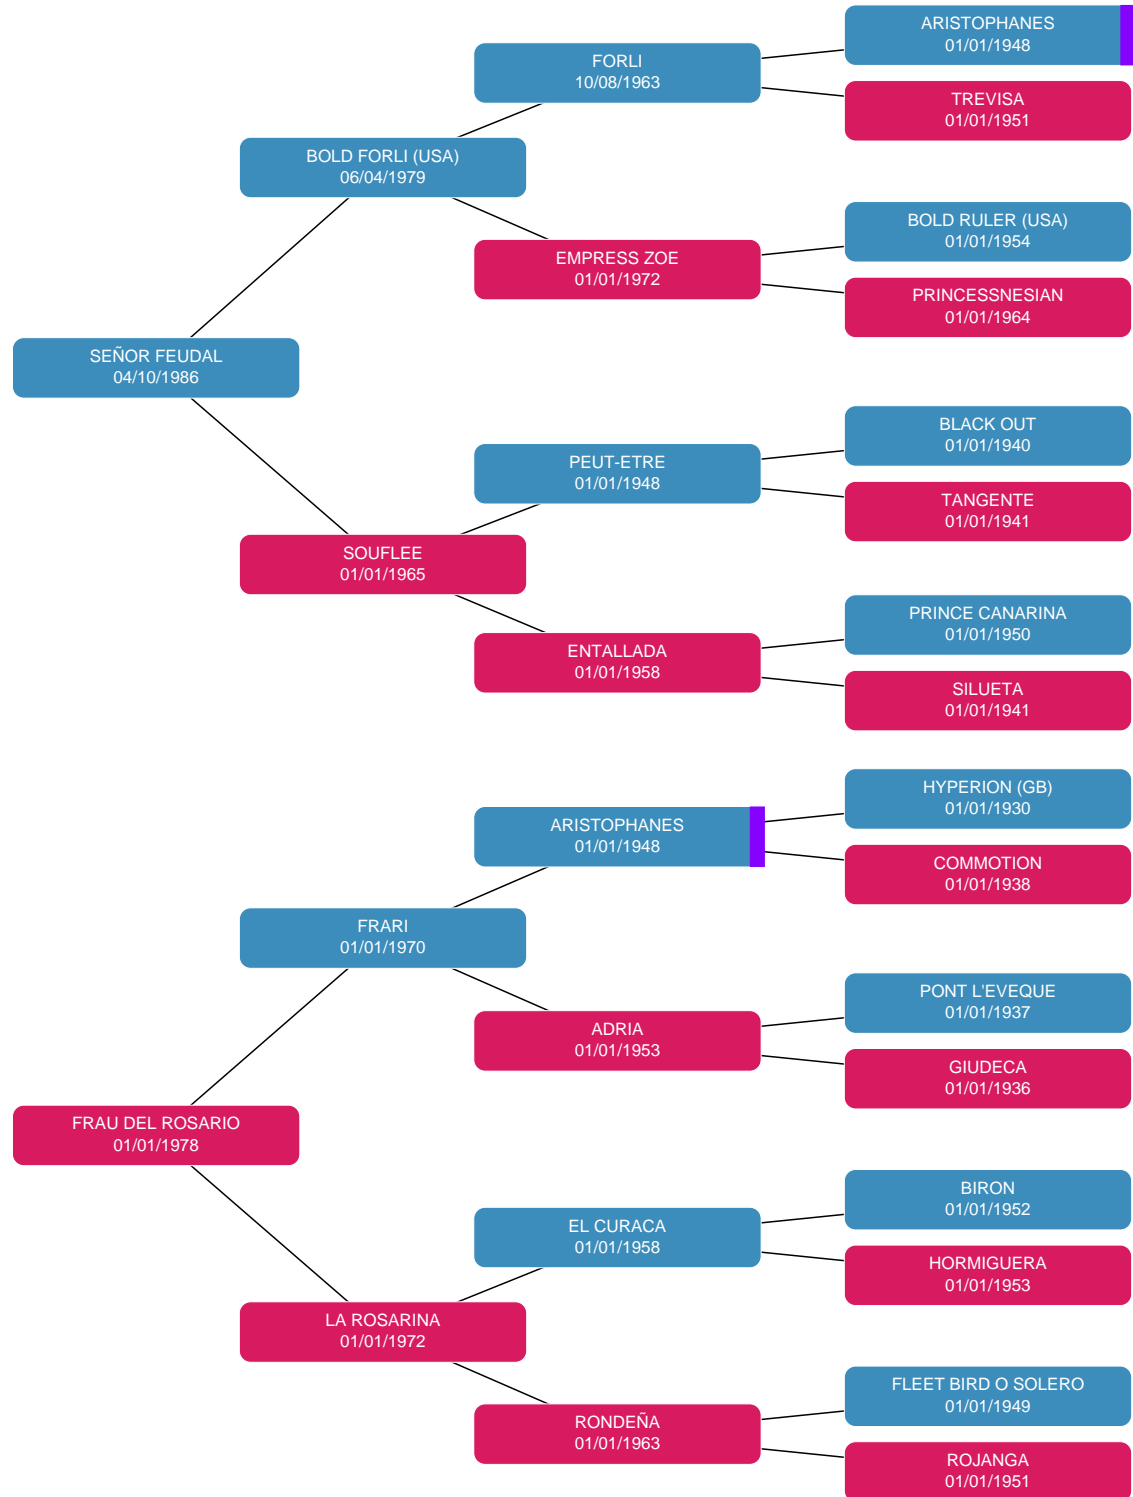 ARISTOPHANES
01/01/1948
FORLI
10/08/1963
TREVISA
01/01/1951
BOLD FORLI (USA)
06/04/1979
BOLD RULER (USA)
01/01/1954
EMPRESS ZOE
01/01/1972
PRINCESSNESIAN
01/01/1964
SEÑOR FEUDAL
04/10/1986
BLACK OUT
01/01/1940
PEUT-ETRE
01/01/1948
TANGENTE
01/01/1941
SOUFLEE
01/01/1965
PRINCE CANARINA
01/01/1950
ENTALLADA
01/01/1958
SILUETA
01/01/1941
HYPERION (GB)
01/01/1930
ARISTOPHANES
01/01/1948
COMMOTION
01/01/1938
FRARI
01/01/1970
PONT L'EVEQUE
01/01/1937
ADRIA
01/01/1953
GIUDECA
01/01/1936
FRAU DEL ROSARIO
01/01/1978
BIRON
01/01/1952
EL CURACA
01/01/1958
HORMIGUERA
01/01/1953
LA ROSARINA
01/01/1972
FLEET BIRD O SOLERO
01/01/1949
RONDEÑA
01/01/1963
ROJANGA
01/01/1951